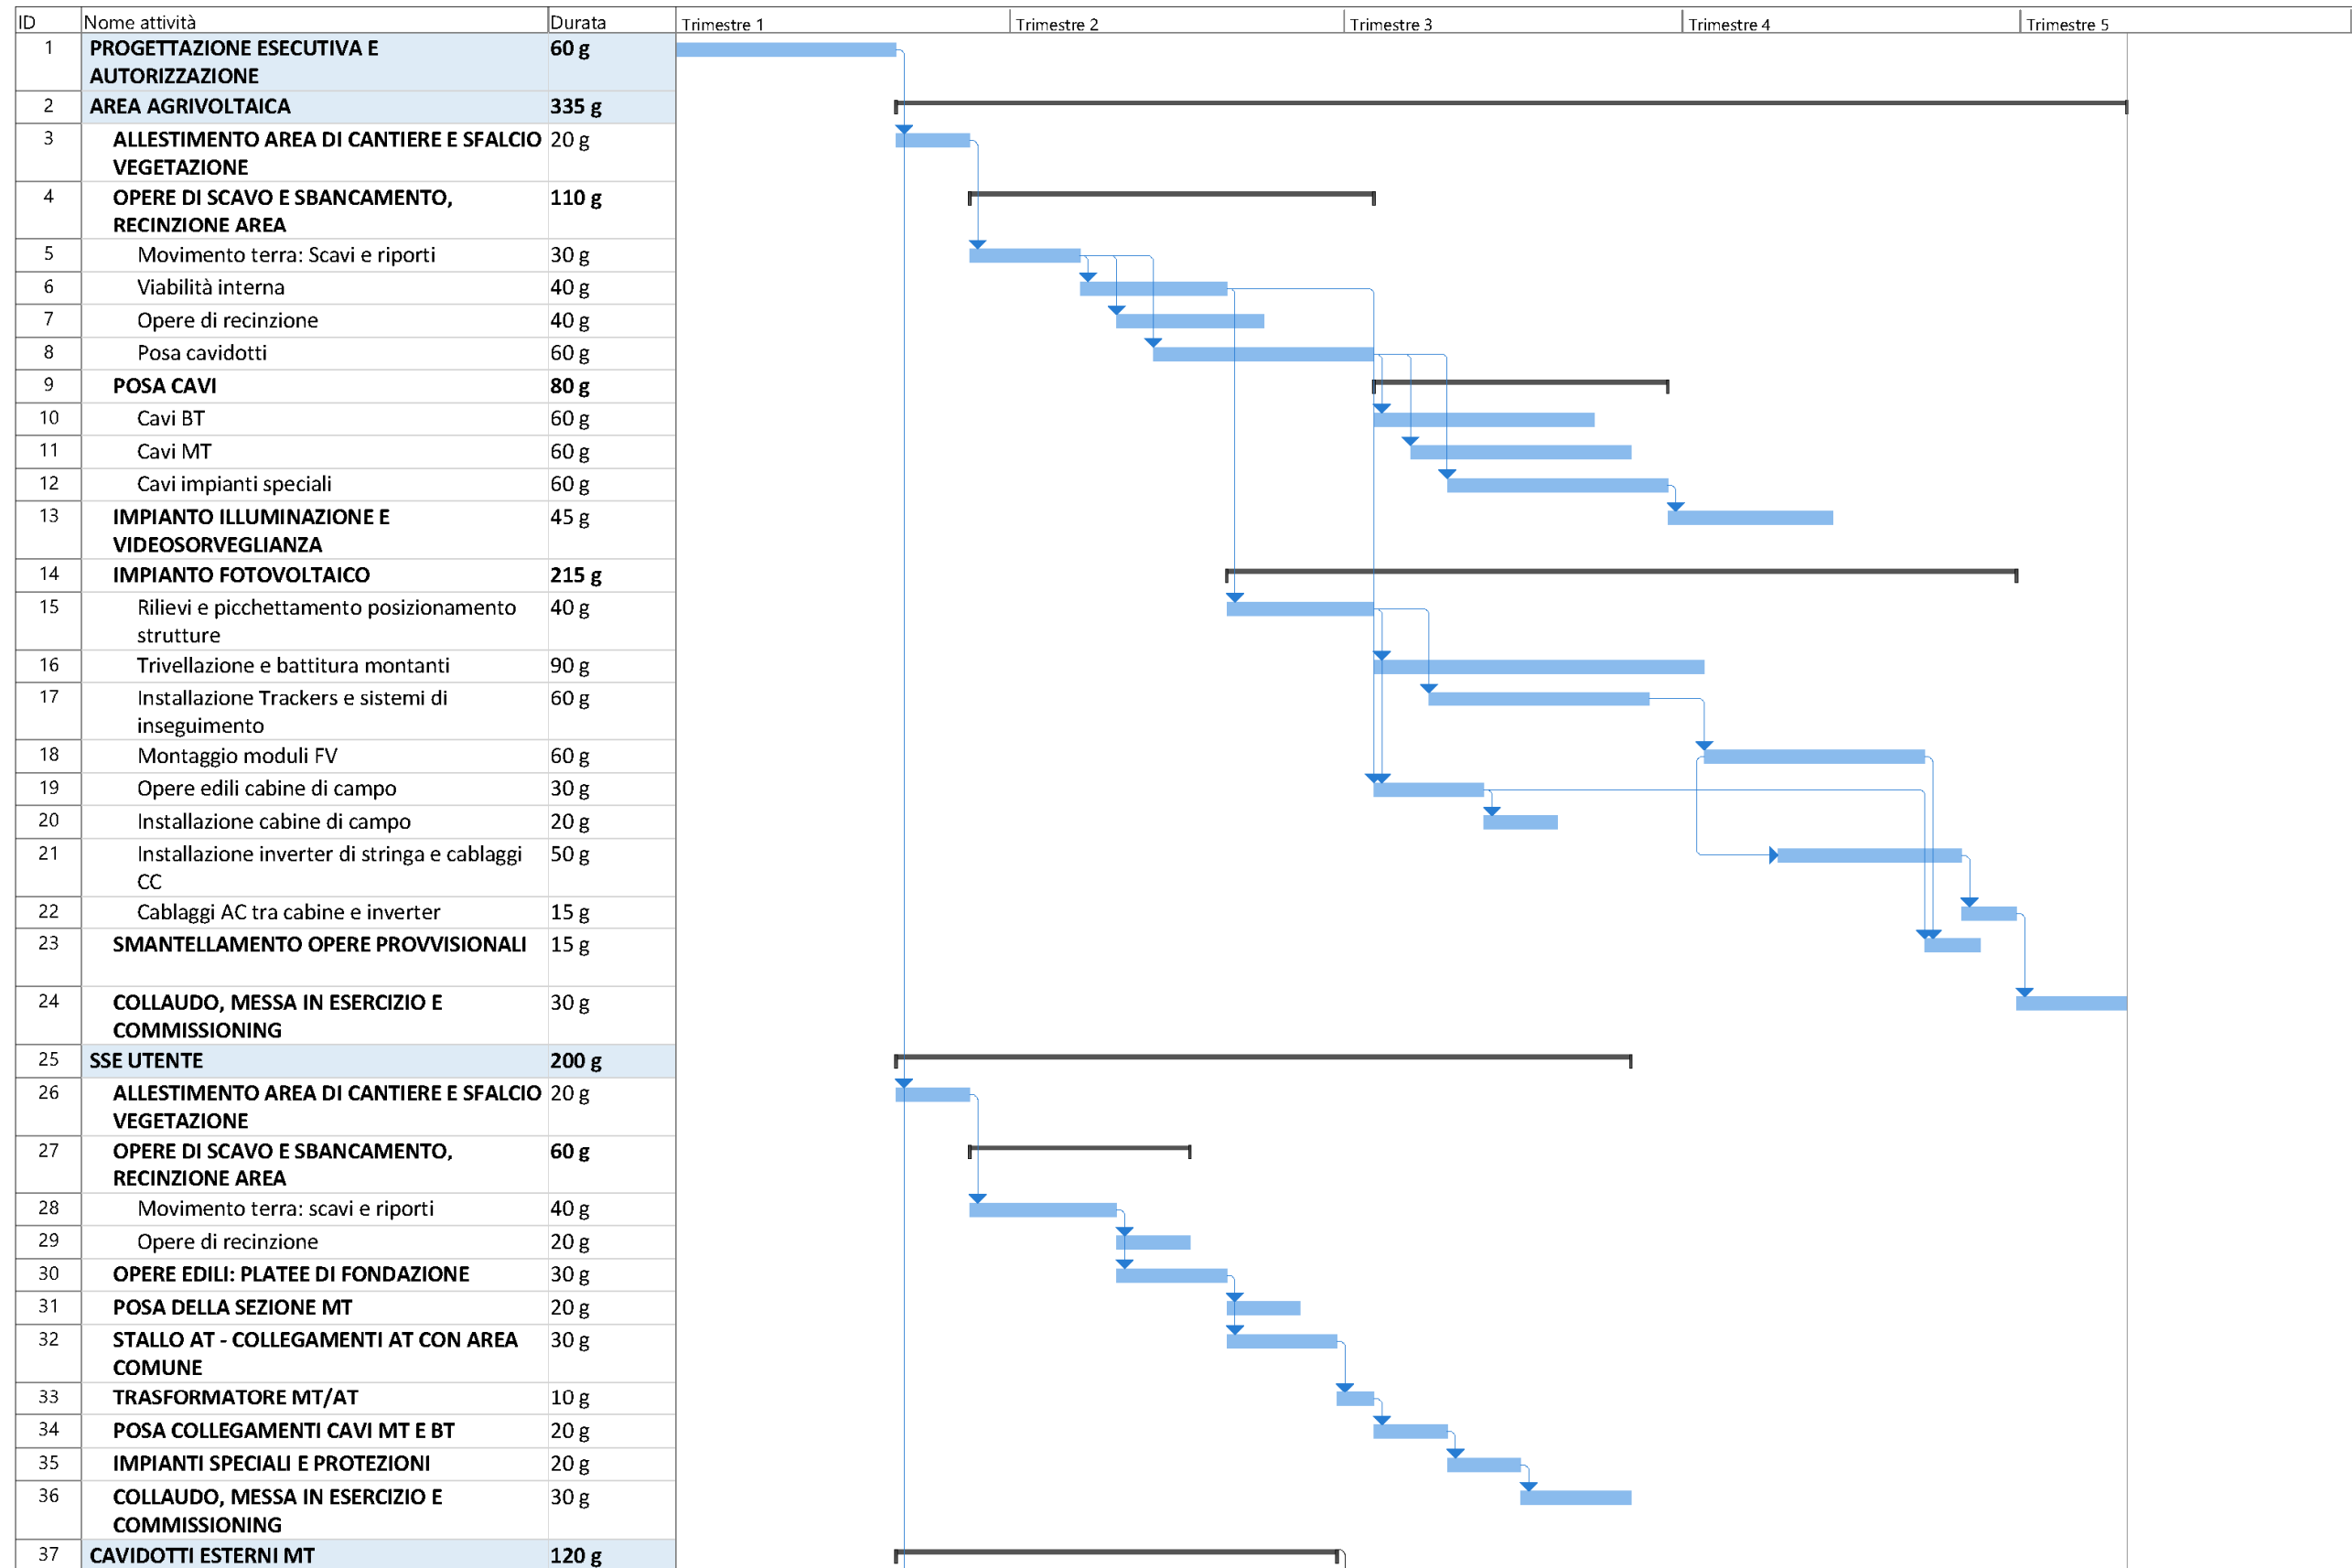 ID Nome attività Durata Trimestre 1 Trimestre 2 Trimestre 3 Trimestre 4 Trimestre 5
1 PROGETTAZIONE ESECUTIVA E 60 g
AUTORIZZAZIONE
2 AREA AGRIVOLTAICA 335 g
3 ALLESTIMENTO AREA DI CANTIERE E SFALCIO 20 g
VEGETAZIONE
4 OPERE DI SCAVO E SBANCAMENTO, 110 g
RECINZIONE AREA
5 Movimento terra: Scavi e riporti 30 g
6 Viabilità interna 40 g
7 Opere di recinzione 40 g
8 Posa cavidotti 60 g
9 POSA CAVI 80 g
10 Cavi BT 60 g
11 Cavi MT 60 g
12 Cavi impianti speciali 60 g
13 IMPIANTO ILLUMINAZIONE E 45 g
VIDEOSORVEGLIANZA
14 IMPIANTO FOTOVOLTAICO 215 g
15 Rilievi e picchettamento posizionamento 40 g
strutture
16 Trivellazione e battitura montanti 90 g
17 Installazione Trackers e sistemi di 60 g
inseguimento
18 Montaggio moduli FV 60 g
19 Opere edili cabine di campo 30 g
20 Installazione cabine di campo 20 g
21 Installazione inverter di stringa e cablaggi 50 g
CC
22 Cablaggi AC tra cabine e inverter 15 g
23 SMANTELLAMENTO OPERE PROVVISIONALI 15 g
24 COLLAUDO, MESSA IN ESERCIZIO E 30 g
COMMISSIONING
25 SSE UTENTE 200 g
26 ALLESTIMENTO AREA DI CANTIERE E SFALCIO 20 g
VEGETAZIONE
27 OPERE DI SCAVO E SBANCAMENTO, 60 g
RECINZIONE AREA
28 Movimento terra: scavi e riporti 40 g
29 Opere di recinzione 20 g
30 OPERE EDILI: PLATEE DI FONDAZIONE 30 g
31 POSA DELLA SEZIONE MT 20 g
32 STALLO AT - COLLEGAMENTI AT CON AREA 30 g
COMUNE
33 TRASFORMATORE MT/AT 10 g
34 POSA COLLEGAMENTI CAVI MT E BT 20 g
35 IMPIANTI SPECIALI E PROTEZIONI 20 g
36 COLLAUDO, MESSA IN ESERCIZIO E 30 g
COMMISSIONING
37 CAVIDOTTI ESTERNI MT 120 g